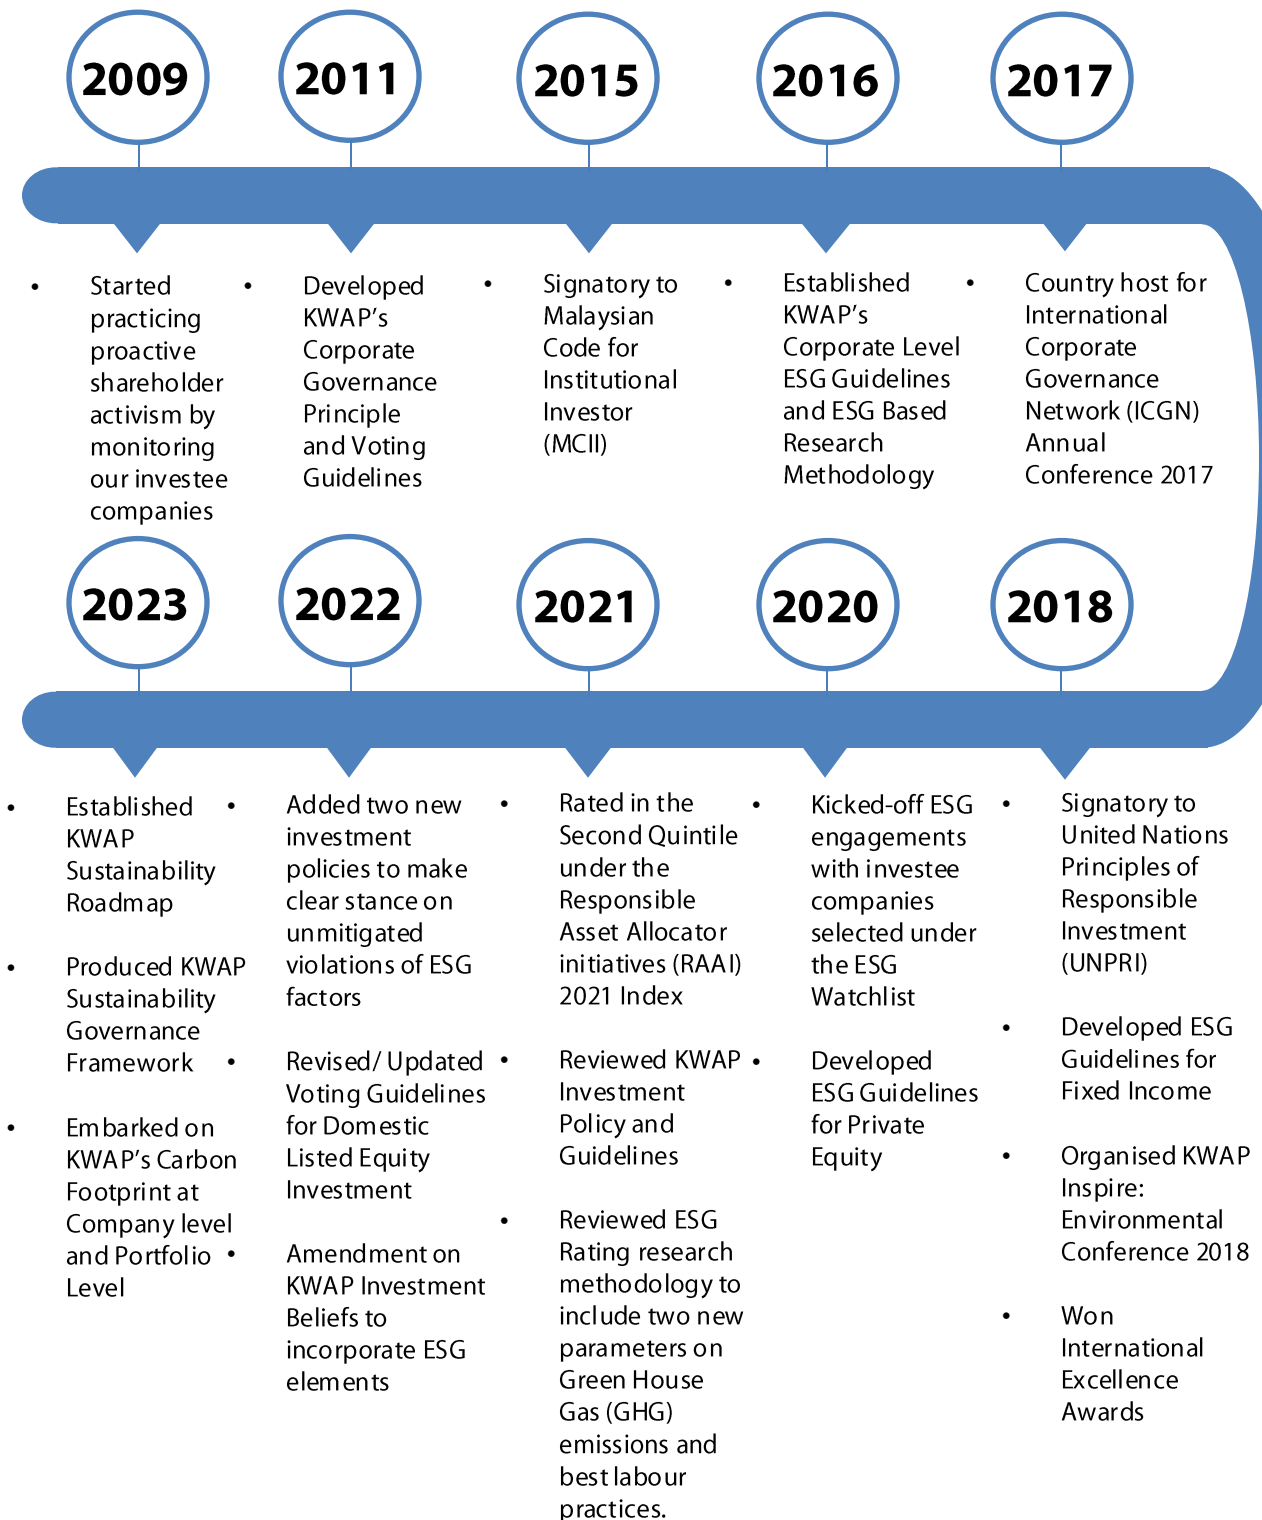 2009
• Started
practicing
proactive
shareholder
activism by
monitoring
our investee
companies
2011
• Developed
KWAP’s
Corporate
Governance
Principle
and Voting
Guidelines
2015
• Signatory to
Malaysian
Code for
Institutional
Investor
(MCII)
2016
• Established
KWAP’s
Corporate Level
ESG Guidelines
and ESG Based
Research
Methodology
2017
• Country host for
International
Corporate
Governance
Network (ICGN)
Annual
Conference 2017
2018
• Signatory to
United Nations
Principles of
Responsible
Investment
(UNPRI)
• Developed ESG
Guidelines for
Fixed Income
• Organised KWAP
Inspire:
Environmental
Conference 2018
• Won
International
Excellence
Awards
2020
• Kicked-off ESG
engagements
with investee
companies
selected under
the ESG
Watchlist
• Developed
ESG Guidelines
for Private
Equity
2021
• Rated in the
Second Quintile
under the
Responsible
Asset Allocator
initiatives (RAAI)
2021 Index
• Reviewed KWAP
Investment
Policy and
Guidelines
• Reviewed ESG
Rating research
methodology to
include two new
parameters on
Green House
Gas (GHG)
emissions and
best labour
practices.
2022
• Added two new
investment
policies to make
clear stance on
unmitigated
violations of ESG
factors
• Revised/ Updated
Voting Guidelines
for Domestic
Listed Equity
Investment
• Amendment on
KWAP Investment
Beliefs to
incorporate ESG
elements
2023
• Established
KWAP
Sustainability
Roadmap
• Produced KWAP
Sustainability
Governance
Framework
• Embarked on
KWAP’s Carbon
Footprint at
Company level
and Portfolio
Level